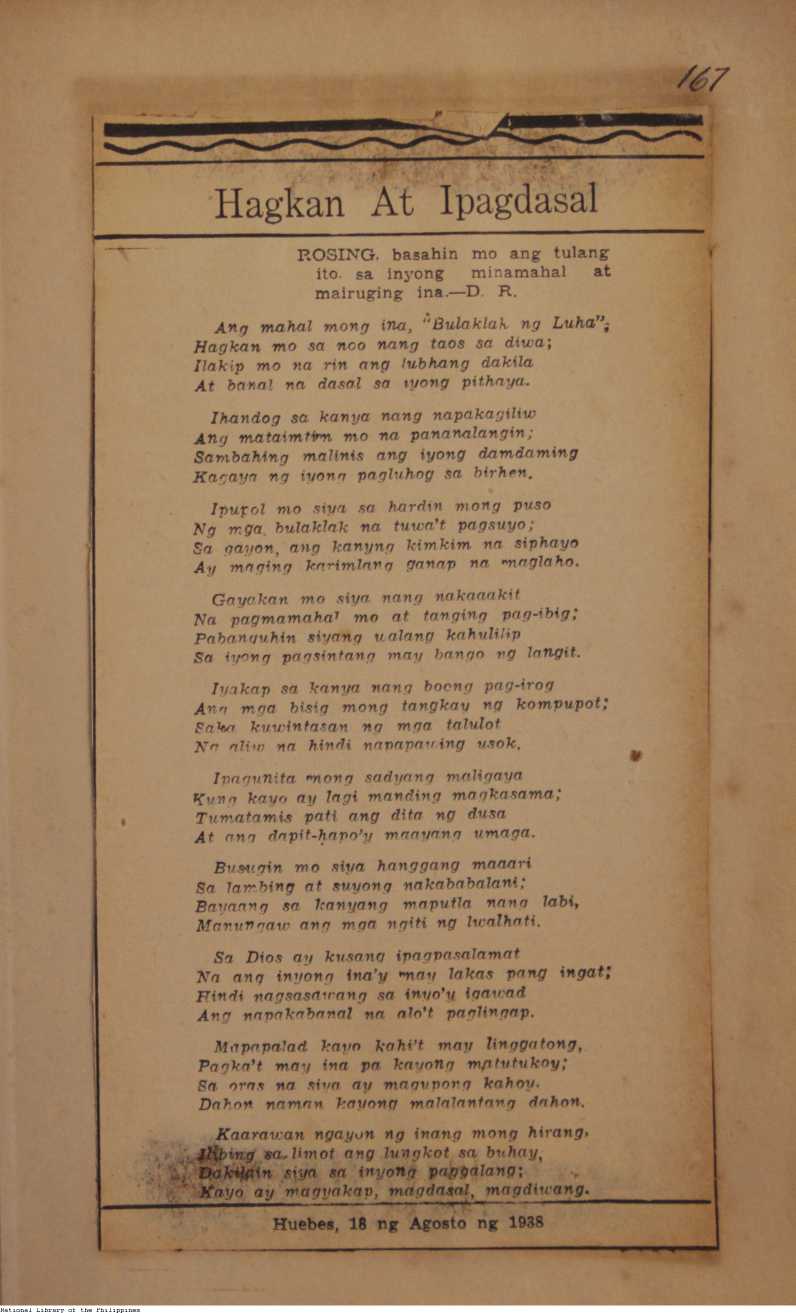 167
Hagkan At Ipagdasal
ROSING. basahin mo ang tulang
ito. sa inyong minamahal at
mairuging ina.—D. R.
Ang mahal mong ina, “Bulaklak ng Luha”;
Hagkan mo sa noo nang taos sa diwa;
Ilakip mo na rin ang lubhang dakila
At banal na dasal sa iyong pithaya.
Ihandog sa kanya nang napakagiliw
Ang mataimtim mo na pananalangin;
Sambahing malinis ang iyong damdaming
Kagaya ng iyong pagluhog sa birhen.
Ipupol mo siya sa hardin mong puso
Ng mga bulaklak na tuwa't pagsuyo;
Sa gayon, ang kanyng kimkim na siphayo
Ay maging karimlang ganap na maglaho.
Gayakan mo siya nang nakaaakit
Na pagmamahal mo at tanging pag-ibig;
Pabanguhin siyang walang kahulilip
Sa iyong pagsintang may bango ng langit.
Iyakap sa kanya nang boong pag-irog
Ang mga bisig mong tangkay ng kompupot;
Saka kuwintasan ng mga talulot
Na aliw na hindi napapawing usok.
Ipagunita mong sadyang maligaya
Kung kayo ay lagi manding magkasama;
Tumatamis pati ang dita ng dusa
At ang dapit-hapo'y maayang umaga.
Busugin mo siya hanggang maaari
Sa lambing at suyong nakababalani;
Bayaang sa kanyang maputla nang labi,
Manungaw ang mga ngiti ng lwalhati.
Sa Dios ay kusang ipagpasalamat
Na ang inyong ina'y may lakas pang ingat;
Hindi nagsasawang sa inyo'y igawad
Ang napakabanal na alo't paglingap.
Mapapalad kayo kahi't may linggatong,
Pagka't may ina pa kayong matutukoy;
Sa oras na siya ay magupong kahoy.
Dahon naman kayong malalantang dahon.
Kaarawan ngayon ng inang mong hirang,
Ilibing sa limot ang lungkot sa buhay,
Dakilain siya sa inyong paggalang;
Kayo ay magyakap, magdasal, magdiwang.
Huebes, 18 ng Agosto ng 1938
National Library of the Philippines